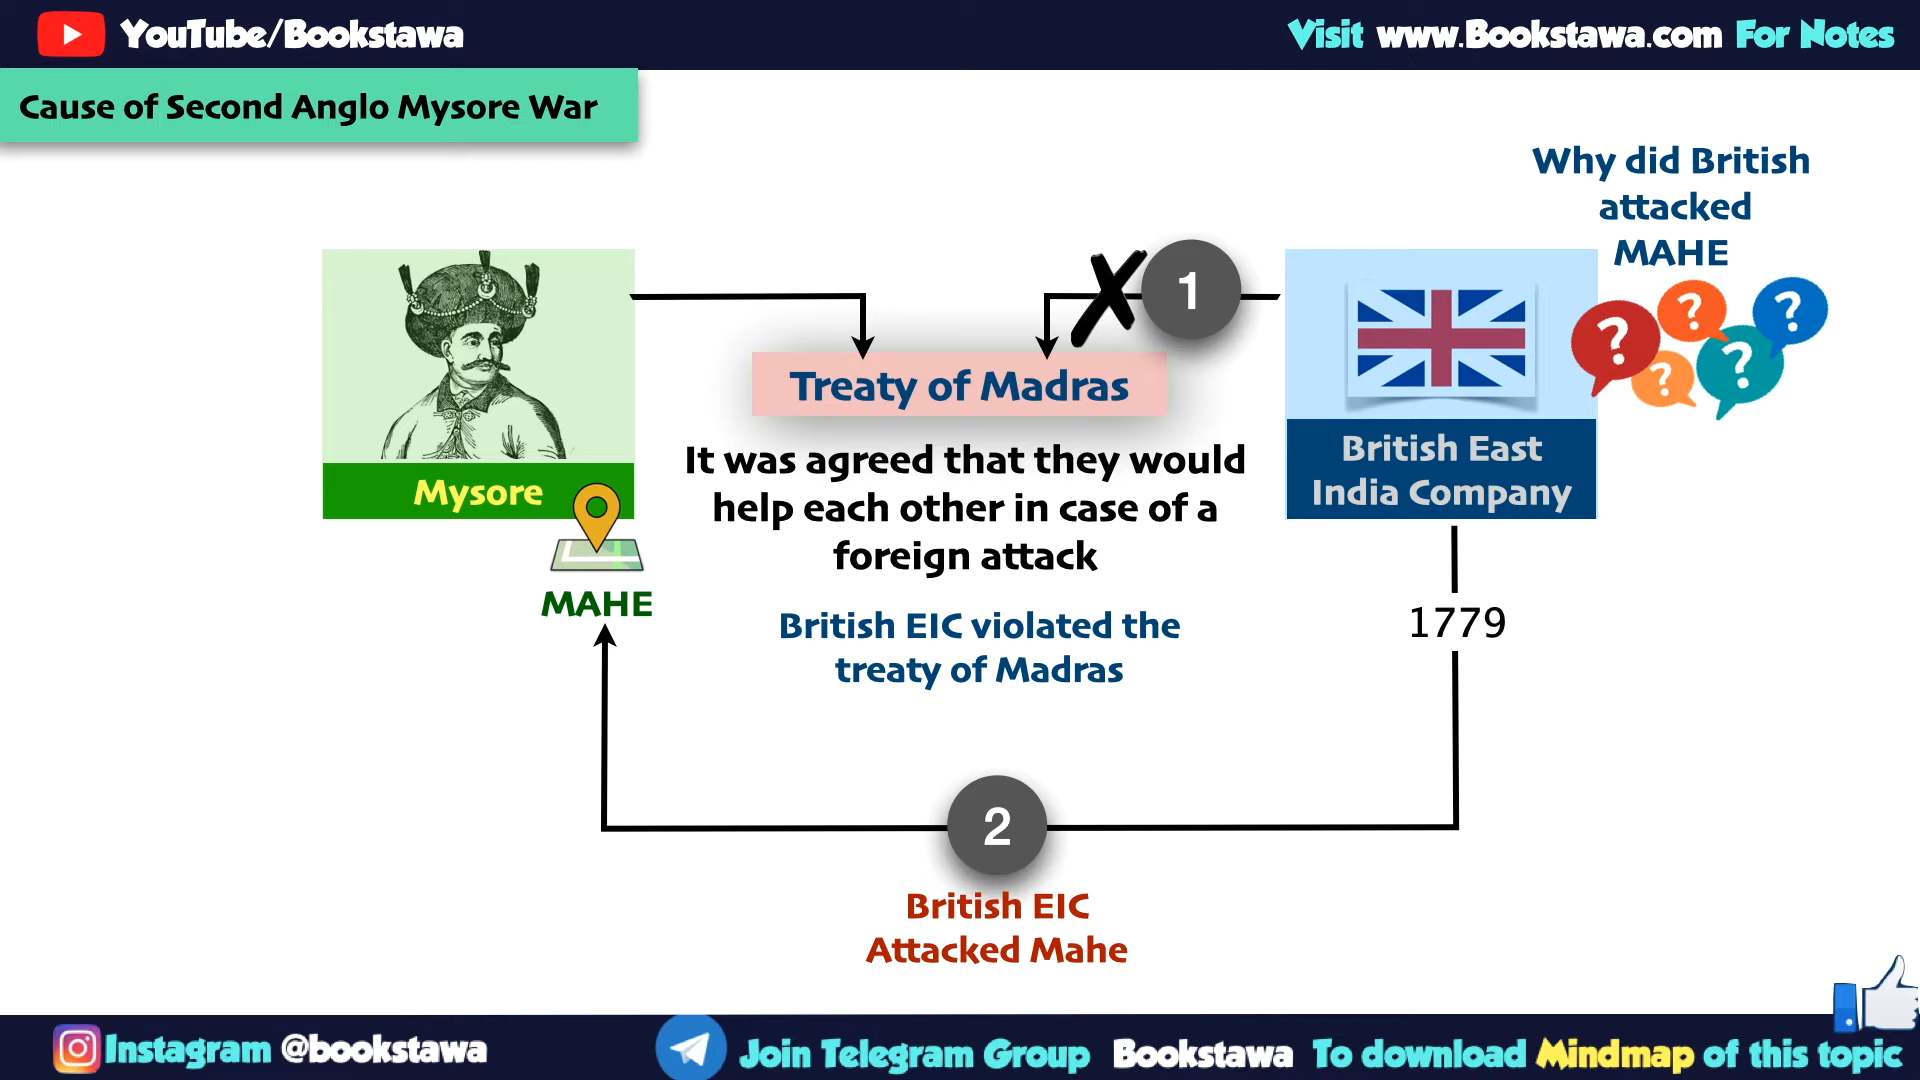 YouTube/Bookstawa
Visit www.Bookstawa.com For Notes
Cause of Second Anglo Mysore War
Why did British
attacked
MAHE
? ? ? ? ?
1
Treaty of Madras
Mysore
British East
India Company
It was agreed that they would
help each other in case of a
foreign attack
MAHE
British EIC violated the
treaty of Madras
1779
2
British EIC
Attacked Mahe
Instagram @bookstawa
Join Telegram Group Bookstawa To download Mindmap of this topic